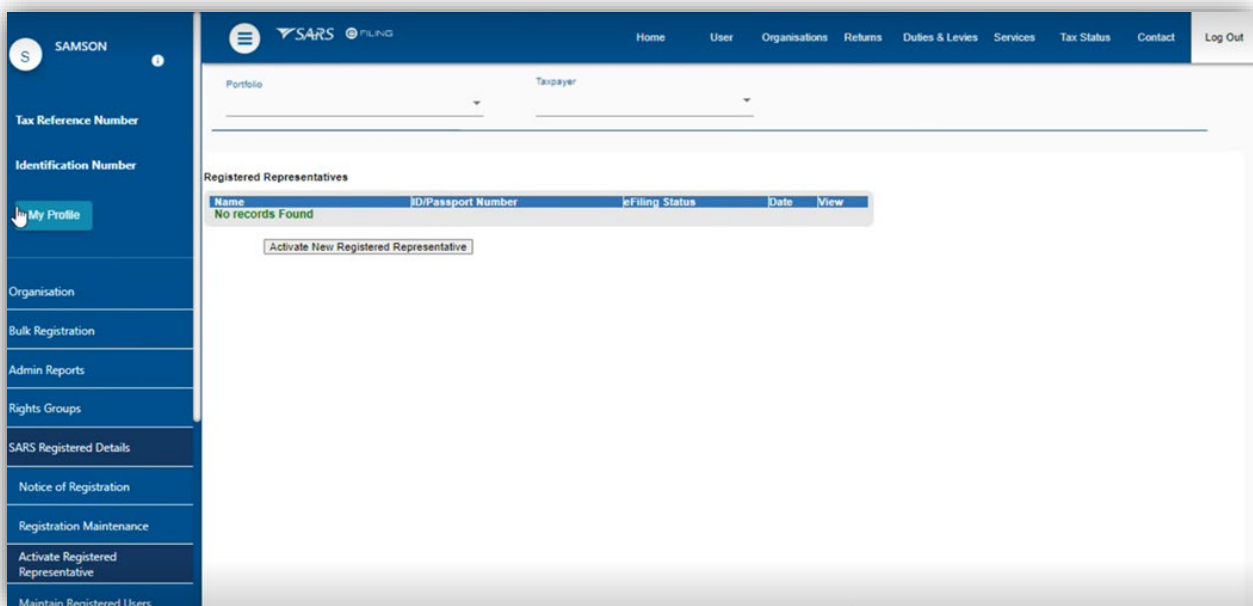 S
SAMSON
Tax Reference Number
Identification Number
My Profile
Organisation
Bulk Registration
Admin Reports
Rights Groups
SARS Registered Details
Notice of Registration
Registration Maintenance
Activate Registered
Representative
Maintain Registered Users
SARS eFILING
Home User Organisations Returns Duties & Levies Services Tax Status Contact Log Out
Portfolio Taxpayer
Registered Representatives
Name ID/Passport Number eFiling Status Date View
No records Found
Activate New Registered Representative